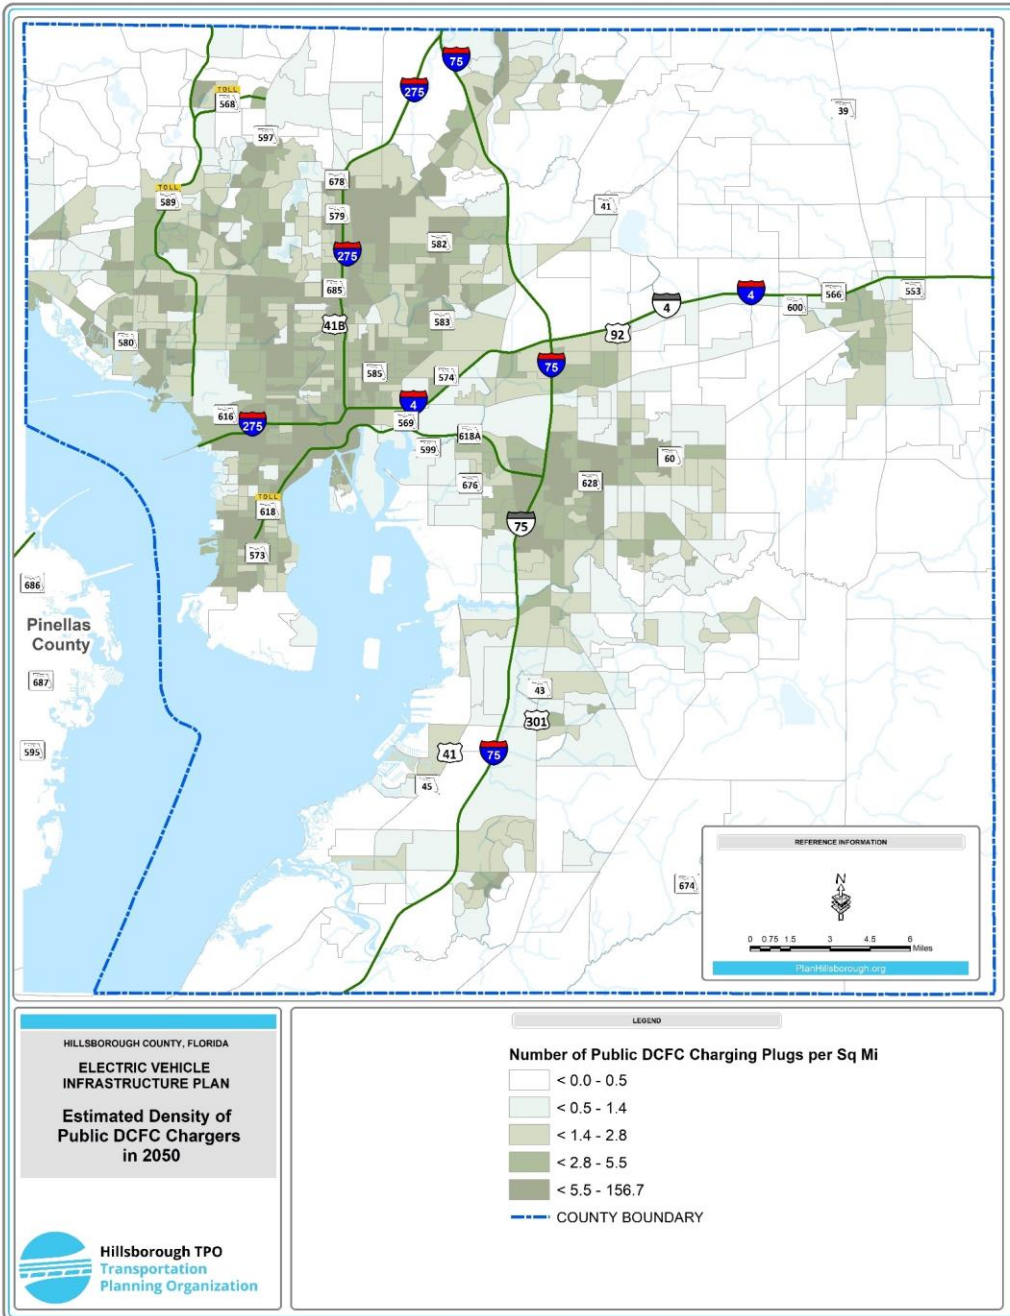 75
275
TOLL
568
39
597
678
TOLL
589
41
579
582
275
685
4
566
553
4
600
41B
583
92
580
75
585
574
4
616
275
569
618A
599
60
676
628
TOLL
618
75
573
686
Pinellas
County
687
43
301
595
41
75
45
REFERENCE INFORMATION
674
N
0 0.75 1.5 3 4.5 6
Miles
PlanHillsborough.org
HILLSBOROUGH COUNTY, FLORIDA
ELECTRIC VEHICLE
INFRASTRUCTURE PLAN
Estimated Density of
Public DCFC Chargers
in 2050
Hillsborough TPO
Transportation
Planning Organization
LEGEND
Number of Public DCFC Charging Plugs per Sq Mi
< 0.0 - 0.5
< 0.5 - 1.4
< 1.4 - 2.8
< 2.8 - 5.5
< 5.5 - 156.7
COUNTY BOUNDARY